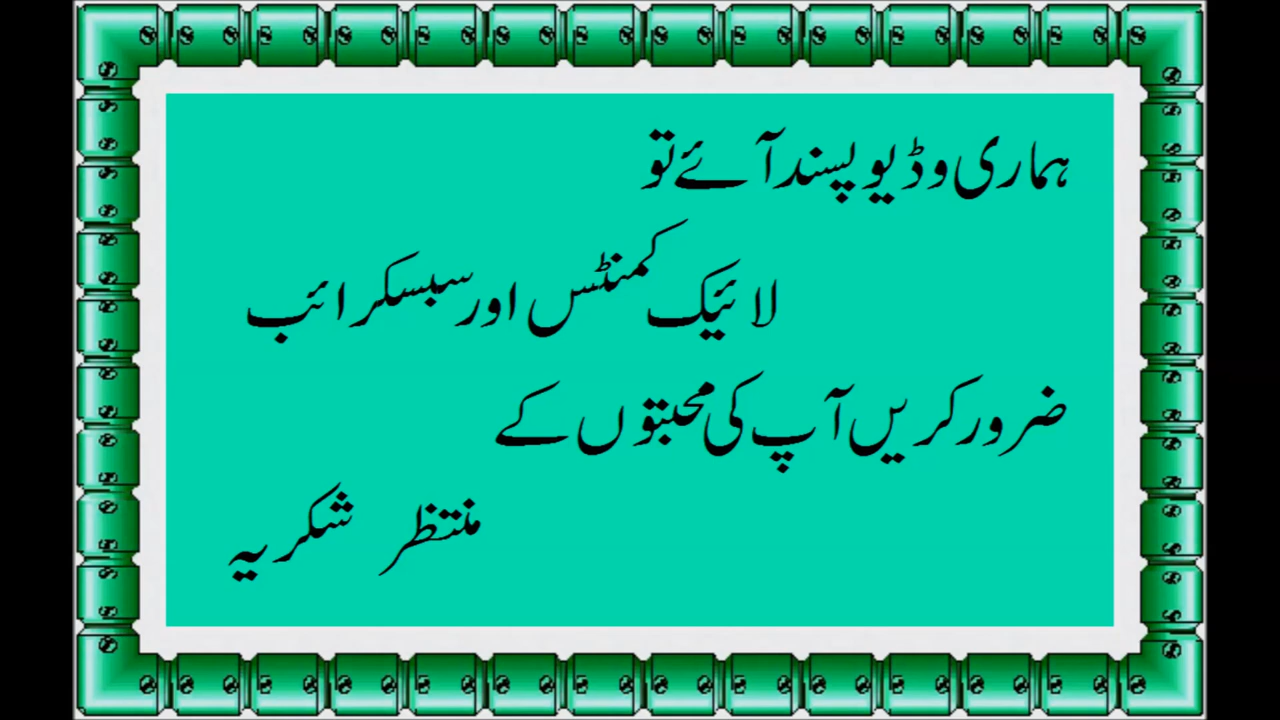 ہماری وڈیو پسند آئے تو
لائیک کمنٹس اور سبسکرائب
ضرور کریں آپ کی محبتوں کے
منتظر شکریہ